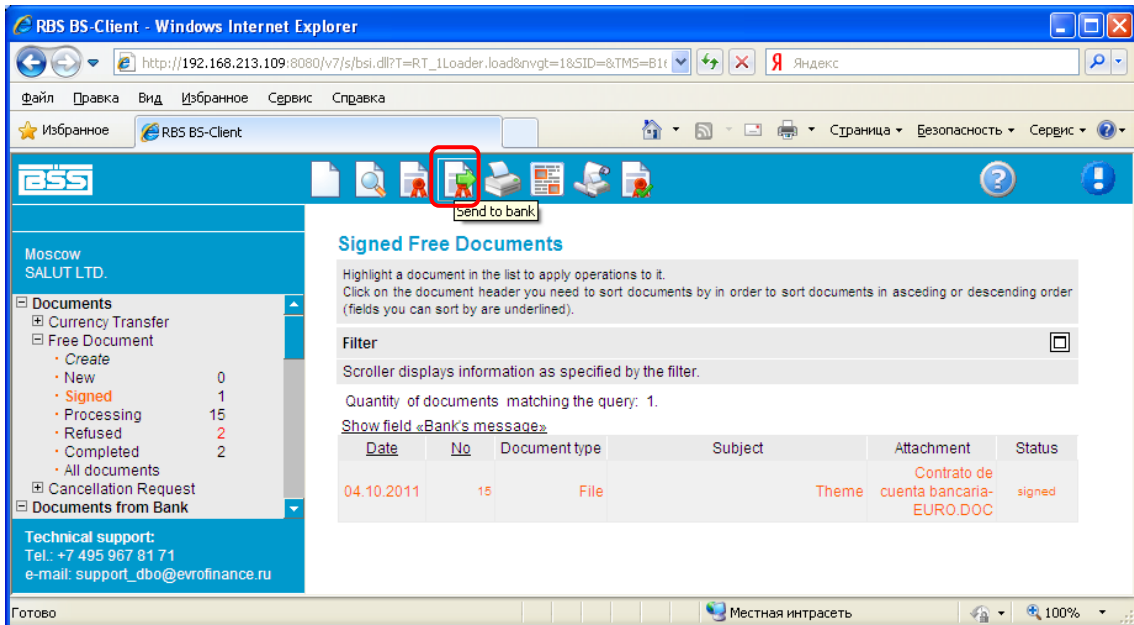 RBS BS-Client - Windows Internet Explorer
http://192.168.213.109:8080/v7/s/bsi.dll?T=RT_1Loader.load&nvgt=1&SID=&TMS=B1
Я Яндекс
Файл Правка Вид Избранное Сервис Справка
Избранное RBS BS-Client Страница Безопасность Сервис
BSS
Send to bank
Moscow
SALUT LTD.
Documents
Currency Transfer
Free Document
Create
New 0
Signed 1
Processing 15
Refused 2
Completed 2
All documents
Cancellation Request
Documents from Bank
Technical support:
Tel.: +7 495 967 81 71
e-mail: support_dbo@evrofinance.ru
Signed Free Documents
Highlight a document in the list to apply operations to it.
Click on the document header you need to sort documents by in order to sort documents in asceding or descending order
(fields you can sort by are underlined).
Filter
Scroller displays information as specified by the filter.
Quantity of documents matching the query: 1.
Show field «Bank's message»
Date No Document type Subject Attachment Status
04.10.2011 15 File Theme Contrato de cuenta bancaria-EURO.DOC signed
Готово Местная интрасеть 100%